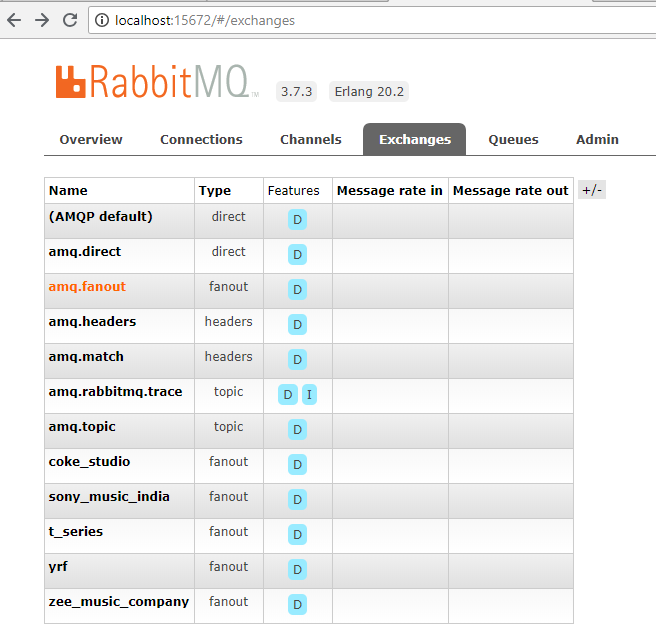 localhost:15672/#/exchanges
RabbitMQ™ 3.7.3 Erlang 20.2
Overview Connections Channels Exchanges Queues Admin
Name Type Features Message rate in Message rate out +/-
(AMQP default) direct D
amq.direct direct D
amq.fanout fanout D
amq.headers headers D
amq.match headers D
amq.rabbitmq.trace topic D I
amq.topic topic D
coke_studio fanout D
sony_music_india fanout D
t_series fanout D
yrf fanout D
zee_music_company fanout D